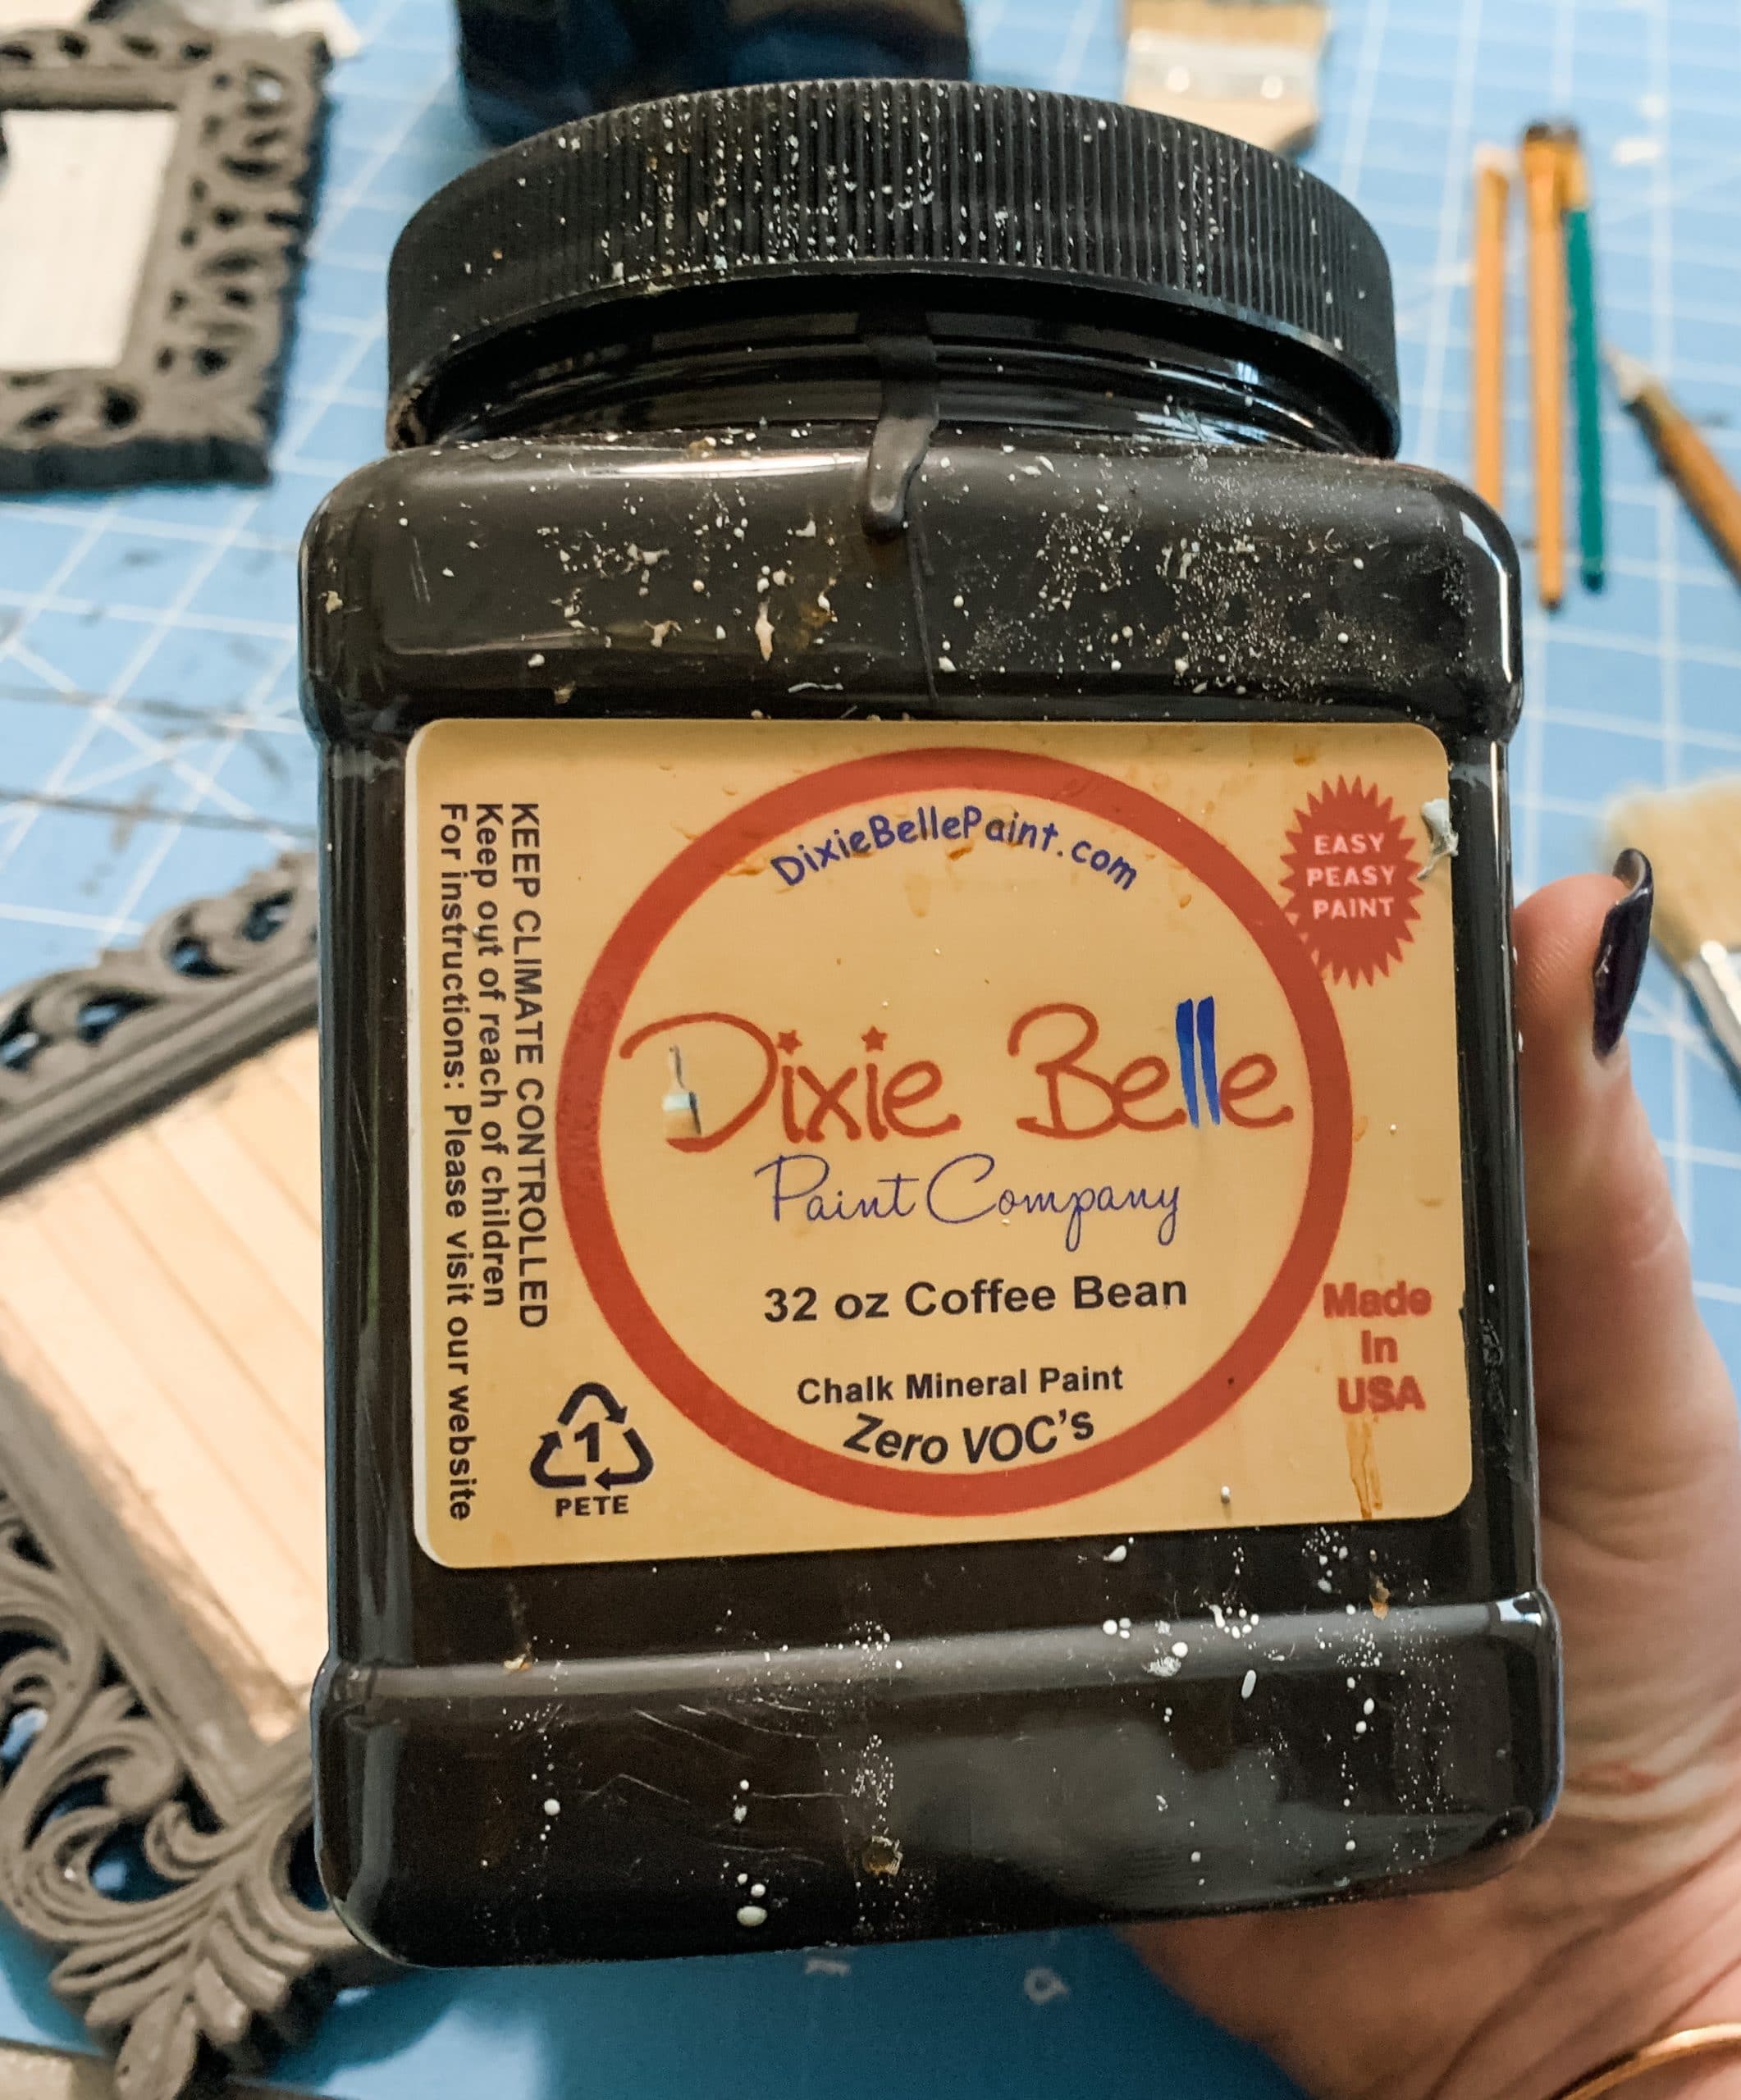 DixieBellePaint.com
EASY
PEASY
PAINT
Dixie Belle
Paint Company
32 oz Coffee Bean
Chalk Mineral Paint
Zero VOC's
Made
In
USA
KEEP CLIMATE CONTROLLED
Keep out of reach of children
For instructions: Please visit our website
1
PETE